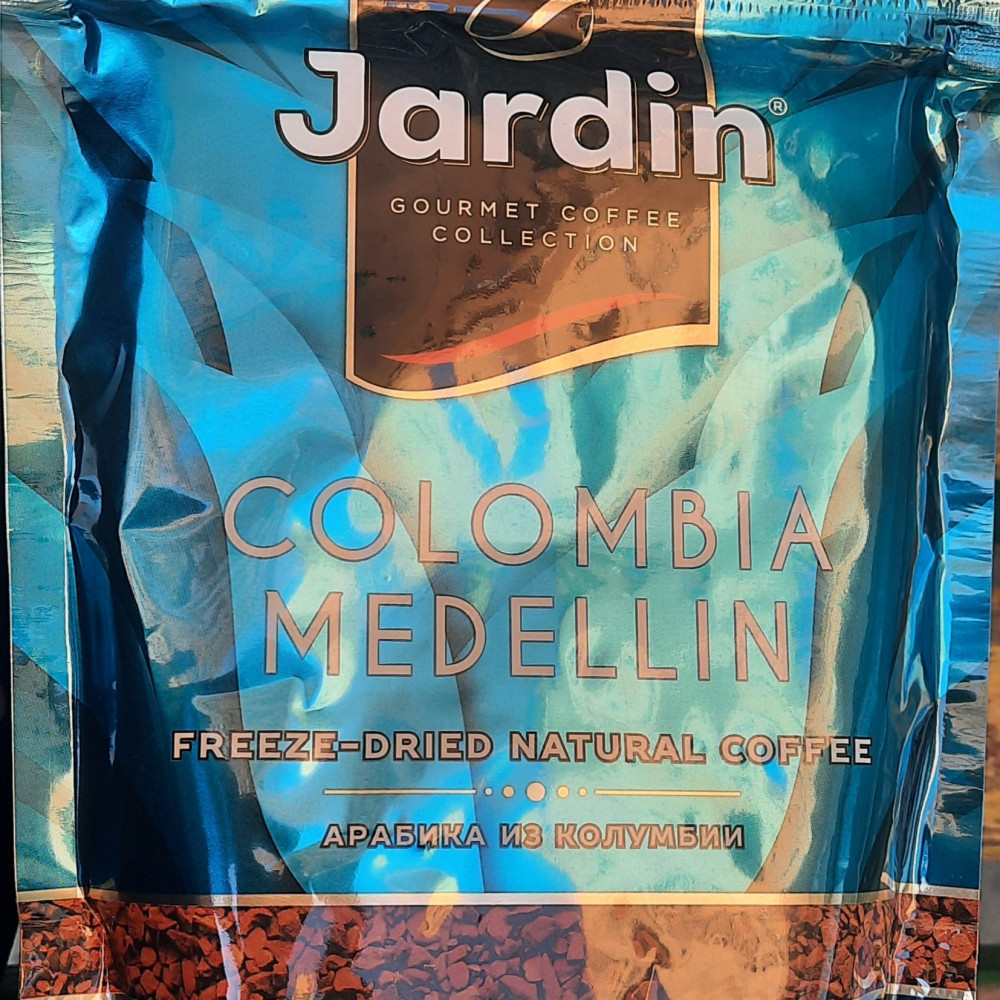 Jardin®
GOURMET COFFEE
COLLECTION
COLOMBIA
MEDELLIN
FREEZE-DRIED NATURAL COFFEE
АРАБИКА ИЗ КОЛУМБИИ